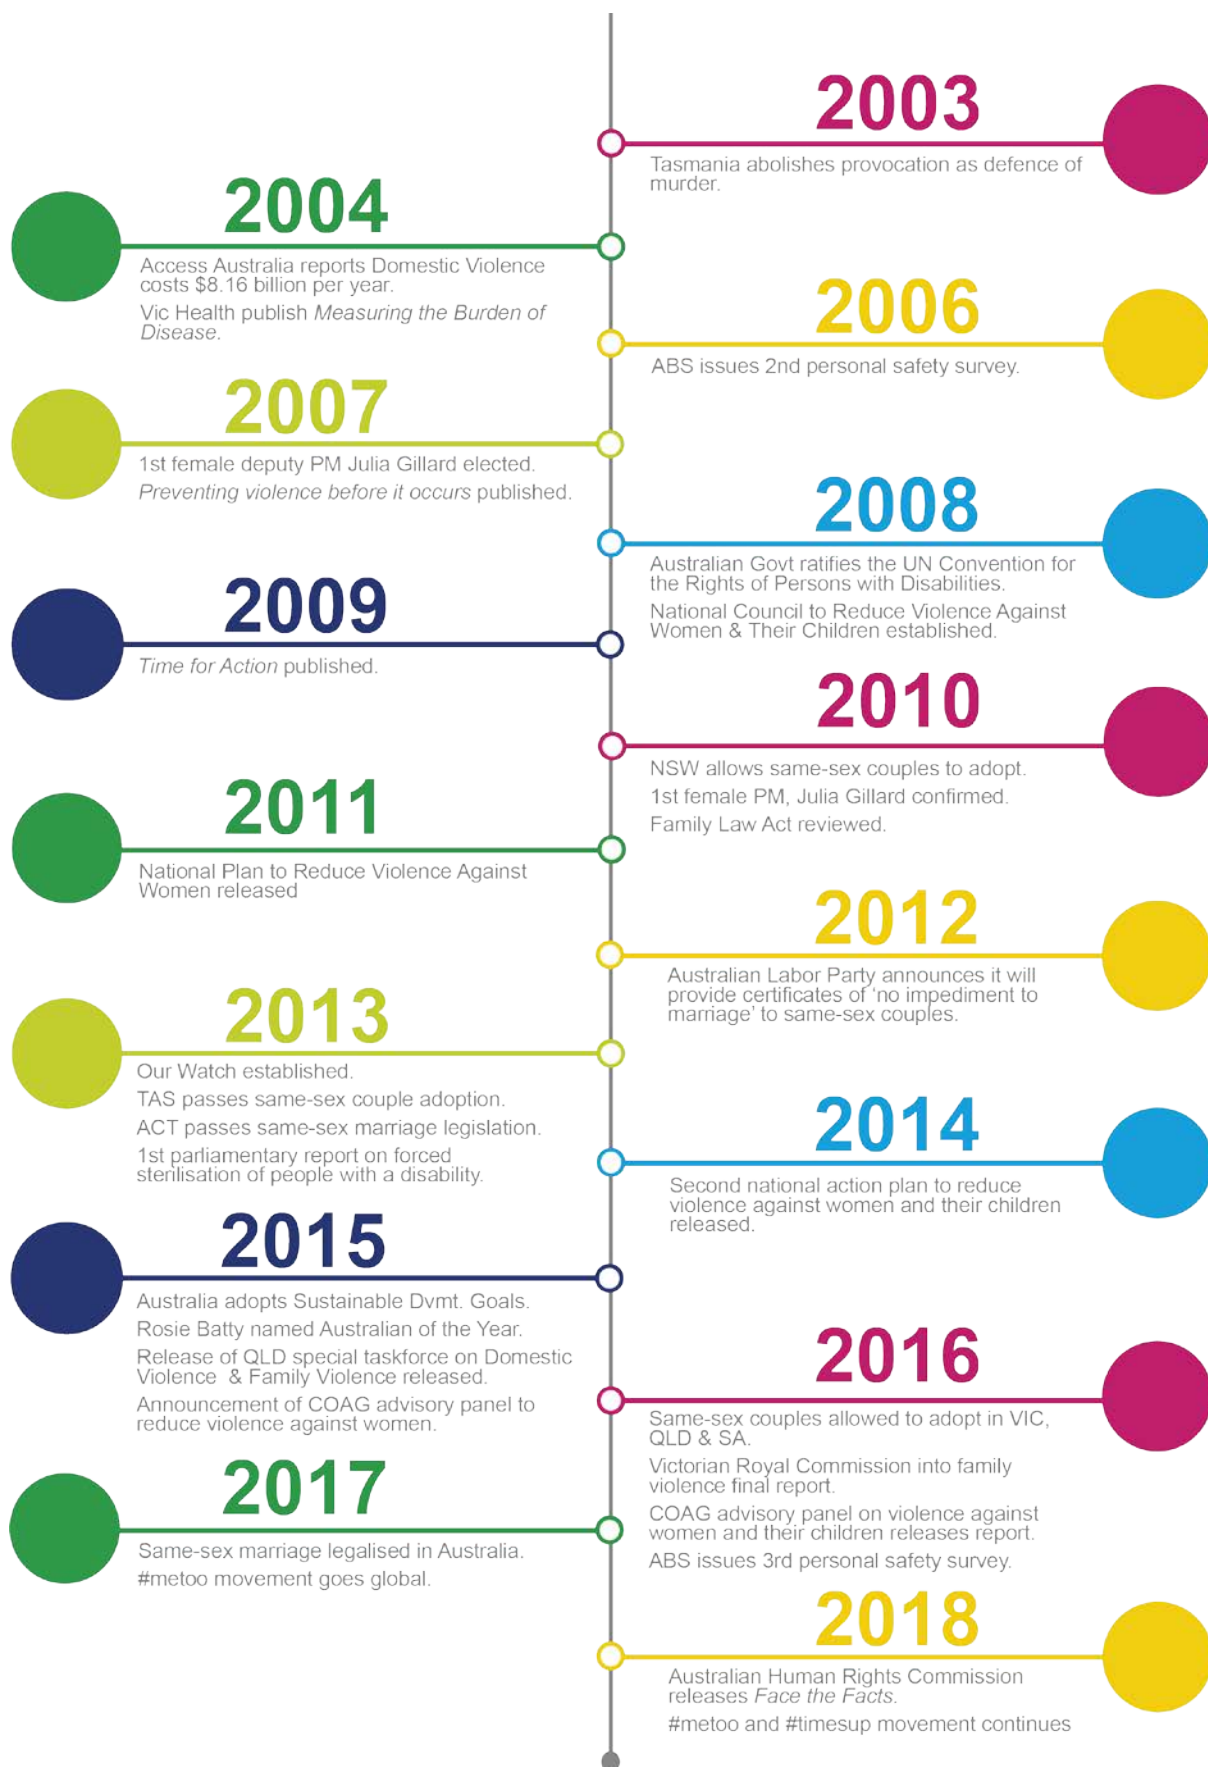 2003
Tasmania abolishes provocation as defence of
murder.
2004
Access Australia reports Domestic Violence
costs $8.16 billion per year.
Vic Health publish Measuring the Burden of
Disease.
2006
ABS issues 2nd personal safety survey.
2007
1st female deputy PM Julia Gillard elected.
Preventing violence before it occurs published.
2008
Australian Govt ratifies the UN Convention for
the Rights of Persons with Disabilities.
National Council to Reduce Violence Against
Women & Their Children established.
2009
Time for Action published.
2010
NSW allows same-sex couples to adopt.
1st female PM, Julia Gillard confirmed.
Family Law Act reviewed.
2011
National Plan to Reduce Violence Against
Women released
2012
Australian Labor Party announces it will
provide certificates of ‘no impediment to
marriage’ to same-sex couples.
2013
Our Watch established.
TAS passes same-sex couple adoption.
ACT passes same-sex marriage legislation.
1st parliamentary report on forced
sterilisation of people with a disability.
2014
Second national action plan to reduce
violence against women and their children
released.
2015
Australia adopts Sustainable Dvmt. Goals.
Rosie Batty named Australian of the Year.
Release of QLD special taskforce on Domestic
Violence & Family Violence released.
Announcement of COAG advisory panel to
reduce violence against women.
2016
Same-sex couples allowed to adopt in VIC,
QLD & SA.
Victorian Royal Commission into family
violence final report.
COAG advisory panel on violence against
women and their children releases report.
ABS issues 3rd personal safety survey.
2017
Same-sex marriage legalised in Australia.
#metoo movement goes global.
2018
Australian Human Rights Commission
releases Face the Facts.
#metoo and #timesup movement continues